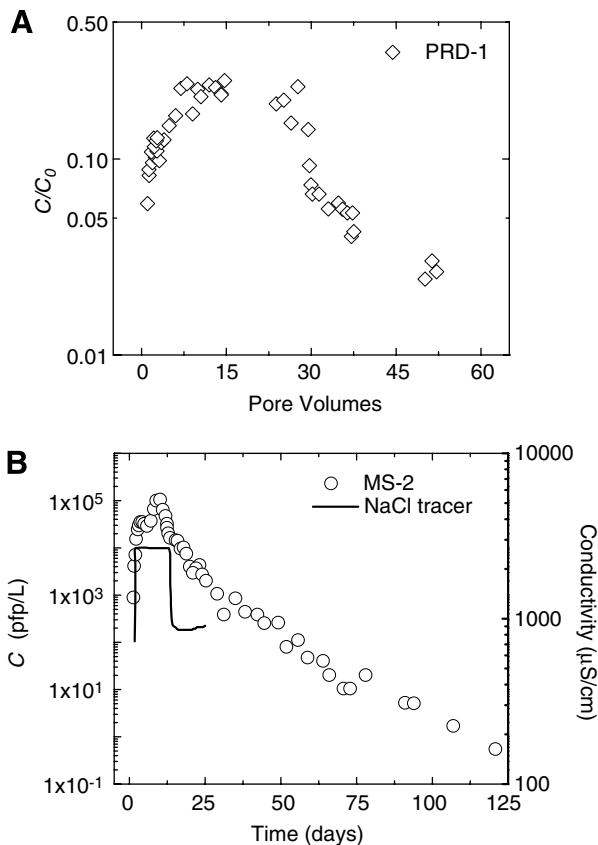 A
0.50
PRD-1
0.10
C/C0
0.05
0.01
0 15 30 45 60
Pore Volumes
B
10000
MS-2
NaCl tracer
1x10^5
1x10^3
C (pfp/L)
1000
Conductivity (μS/cm)
1x10^1
1x10^-1
100
0 25 50 75 100 125
Time (days)